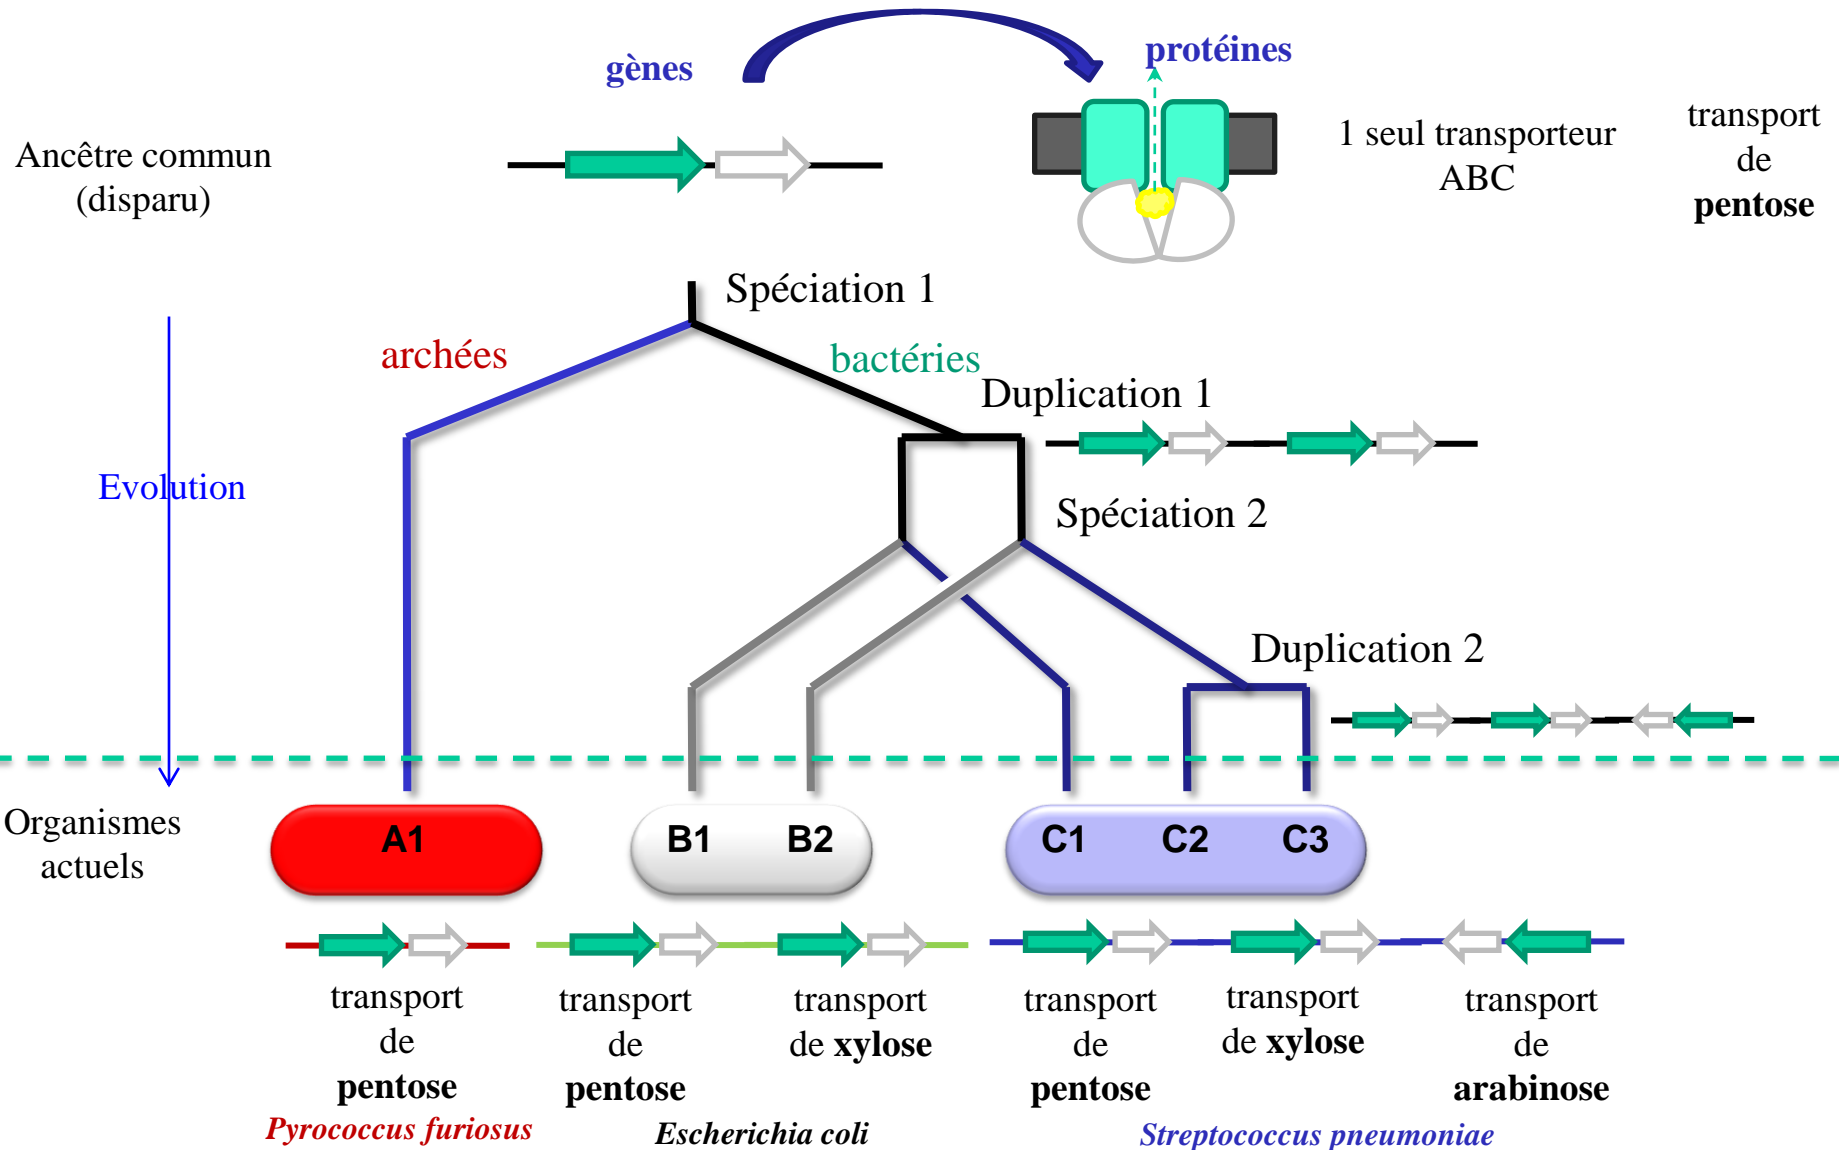 gènes
protéines
Ancêtre commun
(disparu)
1 seul transporteur
ABC
transport
de
pentose
Spéciation 1
archées
bactéries
Duplication 1
Evolution
Spéciation 2
Duplication 2
Organismes
actuels
A1
B1
B2
C1
C2
C3
transport
de
pentose
transport
de
pentose
transport
de xylose
transport
de
pentose
transport
de xylose
transport
de
arabinose
Pyrococcus furiosus
Escherichia coli
Streptococcus pneumoniae